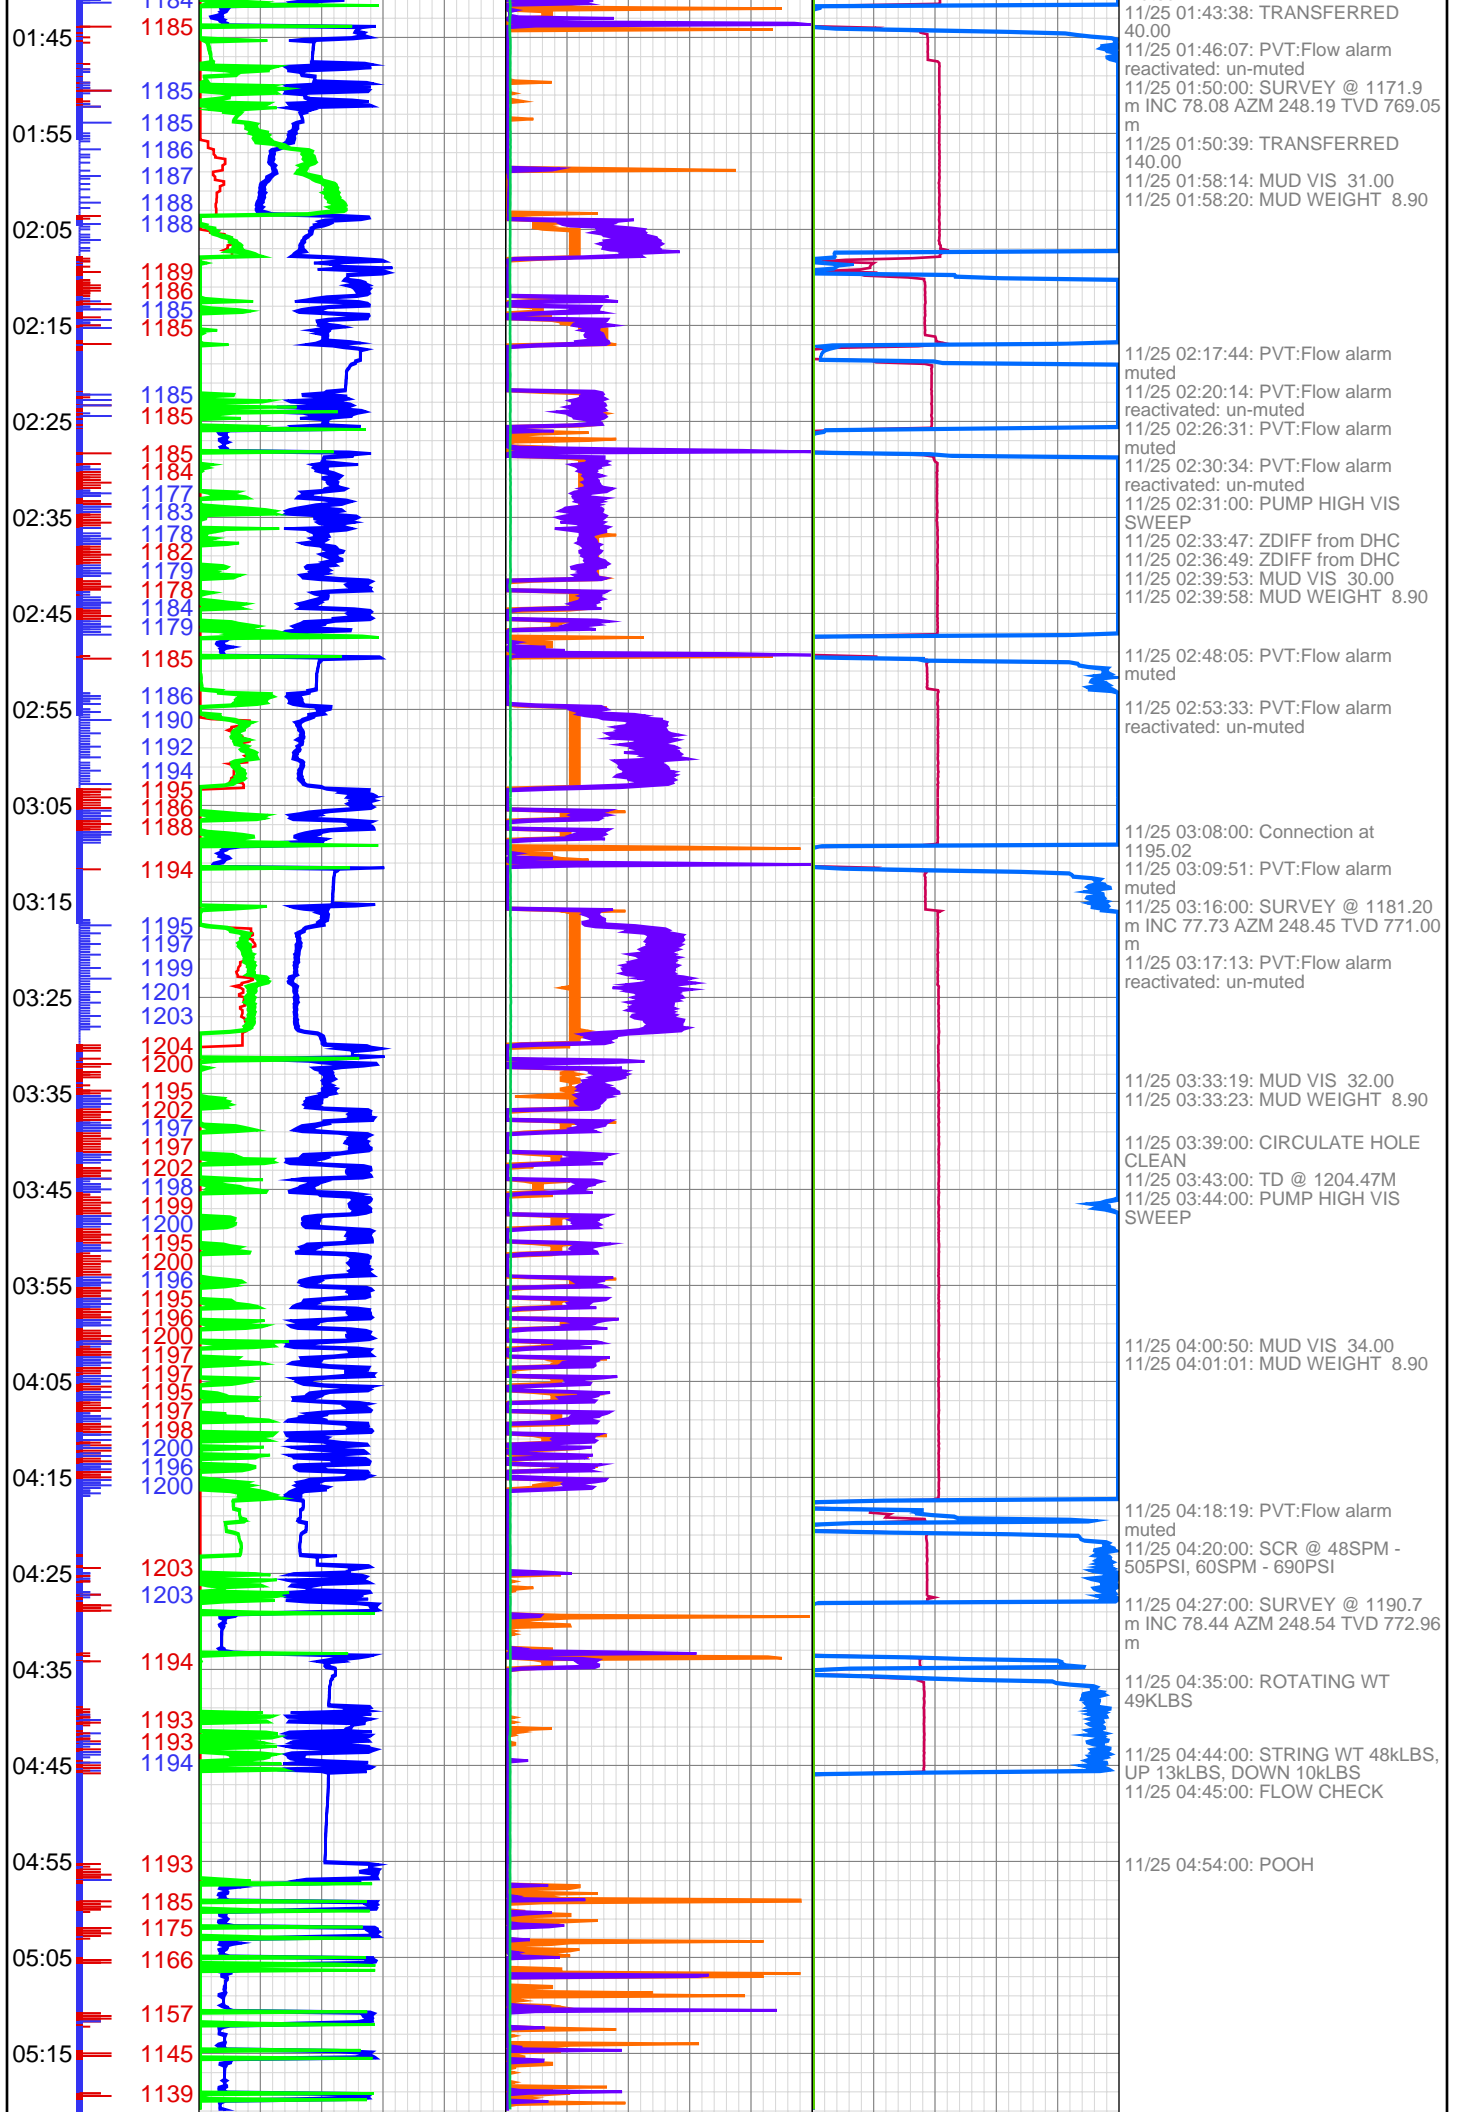 1184
11/25 01:43:38: TRANSFERRED
1185
40.00
01:45
11/25 01:46:07: PVT:Flow alarm
reactivated: un-muted
1185
11/25 01:50:00: SURVEY @ 1171.9
m INC 78.08 AZM 248.19 TVD 769.05
m
1185
01:55
11/25 01:50:39: TRANSFERRED
140.00
1186
1187
11/25 01:58:14: MUD VIS  31.00
11/25 01:58:20: MUD WEIGHT  8.90
1188
1188
02:05
1189
1186
1185
02:15
1185
11/25 02:17:44: PVT:Flow alarm
muted
11/25 02:20:14: PVT:Flow alarm
reactivated: un-muted
1185
1185
02:25
11/25 02:26:31: PVT:Flow alarm
muted
1185
11/25 02:30:34: PVT:Flow alarm
reactivated: un-muted
1184
1177
11/25 02:31:00: PUMP HIGH VIS
SWEEP
1183
02:35
1178
11/25 02:33:47: ZDIFF from DHC
1182
11/25 02:36:49: ZDIFF from DHC
1179
11/25 02:39:53: MUD VIS  30.00
1178
11/25 02:39:58: MUD WEIGHT  8.90
1184
02:45
1179
1185
11/25 02:48:05: PVT:Flow alarm
muted
1186
02:55
11/25 02:53:33: PVT:Flow alarm
reactivated: un-muted
1190
1192
1194
1195
03:05
1186
1188
11/25 03:08:00: Connection at
1195.02
1194
11/25 03:09:51: PVT:Flow alarm
muted
03:15
11/25 03:16:00: SURVEY @ 1181.20
m INC 77.73 AZM 248.45 TVD 771.00
m
1195
1197
1199
11/25 03:17:13: PVT:Flow alarm
reactivated: un-muted
1201
03:25
1203
1204
1200
03:35
1195
11/25 03:33:19: MUD VIS  32.00
11/25 03:33:23: MUD WEIGHT  8.90
1202
1197
1197
11/25 03:39:00: CIRCULATE HOLE
CLEAN
1202
11/25 03:43:00: TD @ 1204.47M
1198
03:45
11/25 03:44:00: PUMP HIGH VIS
SWEEP
1199
1200
1195
1200
1196
03:55
1195
1196
1200
11/25 04:00:50: MUD VIS  34.00
1197
11/25 04:01:01: MUD WEIGHT  8.90
1197
04:05
1195
1197
1198
1200
1196
04:15
1200
11/25 04:18:19: PVT:Flow alarm
muted
11/25 04:20:00: SCR @ 48SPM -
505PSI, 60SPM - 690PSI
1203
04:25
1203
11/25 04:27:00: SURVEY @ 1190.7
m INC 78.44 AZM 248.54 TVD 772.96
m
1194
04:35
11/25 04:35:00: ROTATING WT
49KLBS
1193
1193
11/25 04:44:00: STRING WT 48kLBS,
UP 13kLBS, DOWN 10kLBS
1194
04:45
11/25 04:45:00: FLOW CHECK
04:55
1193
11/25 04:54:00: POOH
1185
1175
05:05
1166
1157
05:15
1145
1139